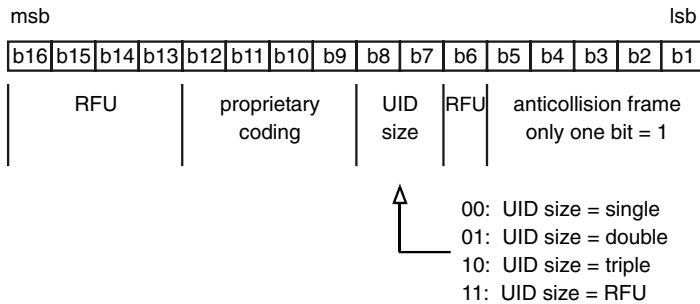 msb lsb
b16 b15 b14 b13 b12 b11 b10 b9 b8 b7 b6 b5 b4 b3 b2 b1
RFU proprietary UID RFU anticollision frame
coding size only one bit = 1
00: UID size = single
01: UID size = double
10: UID size = triple
11: UID size = RFU